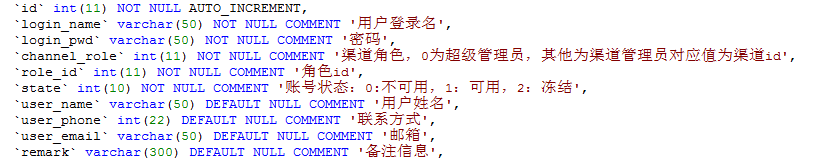 `id` int(11) NOT NULL AUTO_INCREMENT,
`login_name` varchar(50) NOT NULL COMMENT '用户登录名',
`login_pwd` varchar(50) NOT NULL COMMENT '密码',
`channel_role` int(11) NOT NULL COMMENT '渠道角色，0为超级管理员，其他为渠道管理员对应值为渠道id',
`role_id` int(11) NOT NULL COMMENT '角色id',
`state` int(10) NOT NULL COMMENT '账号状态：0:不可用，1：可用，2：冻结',
`user_name` varchar(50) DEFAULT NULL COMMENT '用户姓名',
`user_phone` int(22) DEFAULT NULL COMMENT '联系方式',
`user_email` varchar(50) DEFAULT NULL COMMENT '邮箱',
`remark` varchar(300) DEFAULT NULL COMMENT '备注信息',